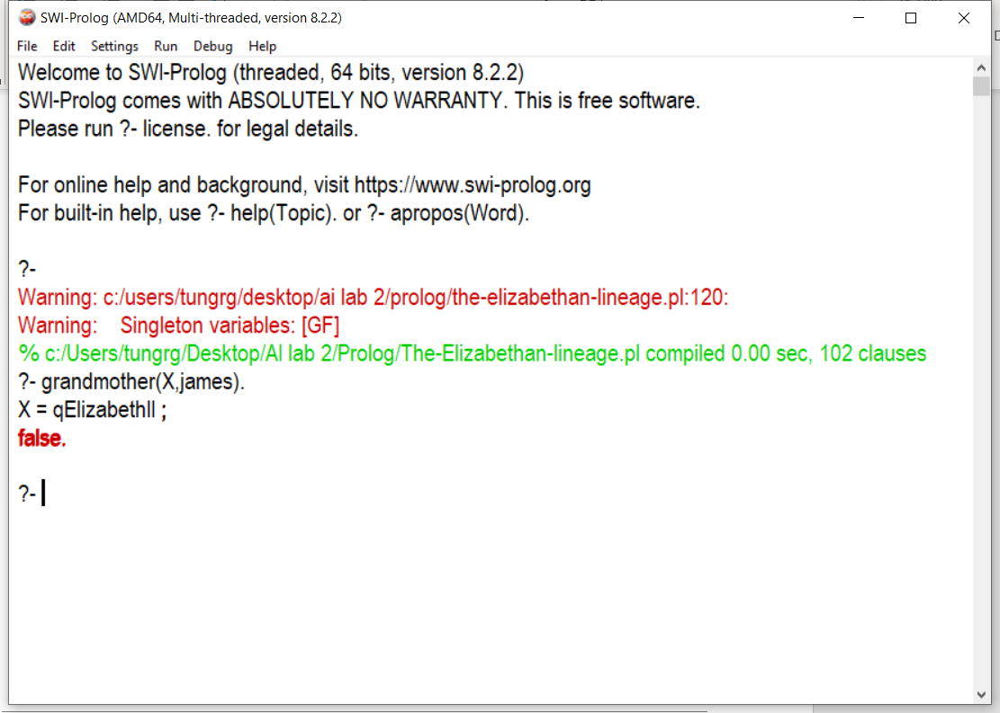 SWI-Prolog (AMD64, Multi-threaded, version 8.2.2)
File Edit Settings Run Debug Help
Welcome to SWI-Prolog (threaded, 64 bits, version 8.2.2)
SWI-Prolog comes with ABSOLUTELY NO WARRANTY. This is free software.
Please run ?- license. for legal details.
For online help and background, visit https://www.swi-prolog.org
For built-in help, use ?- help(Topic). or ?- apropos(Word).
?-
Warning: c:/users/tungrg/desktop/ai lab 2/prolog/the-elizabethan-lineage.pl:120:
Warning:    Singleton variables: [GF]
% c:/Users/tungrg/Desktop/AI lab 2/Prolog/The-Elizabethan-lineage.pl compiled 0.00 sec, 102 clauses
?- grandmother(X,james).
X = qElizabethII ;
false.
?-